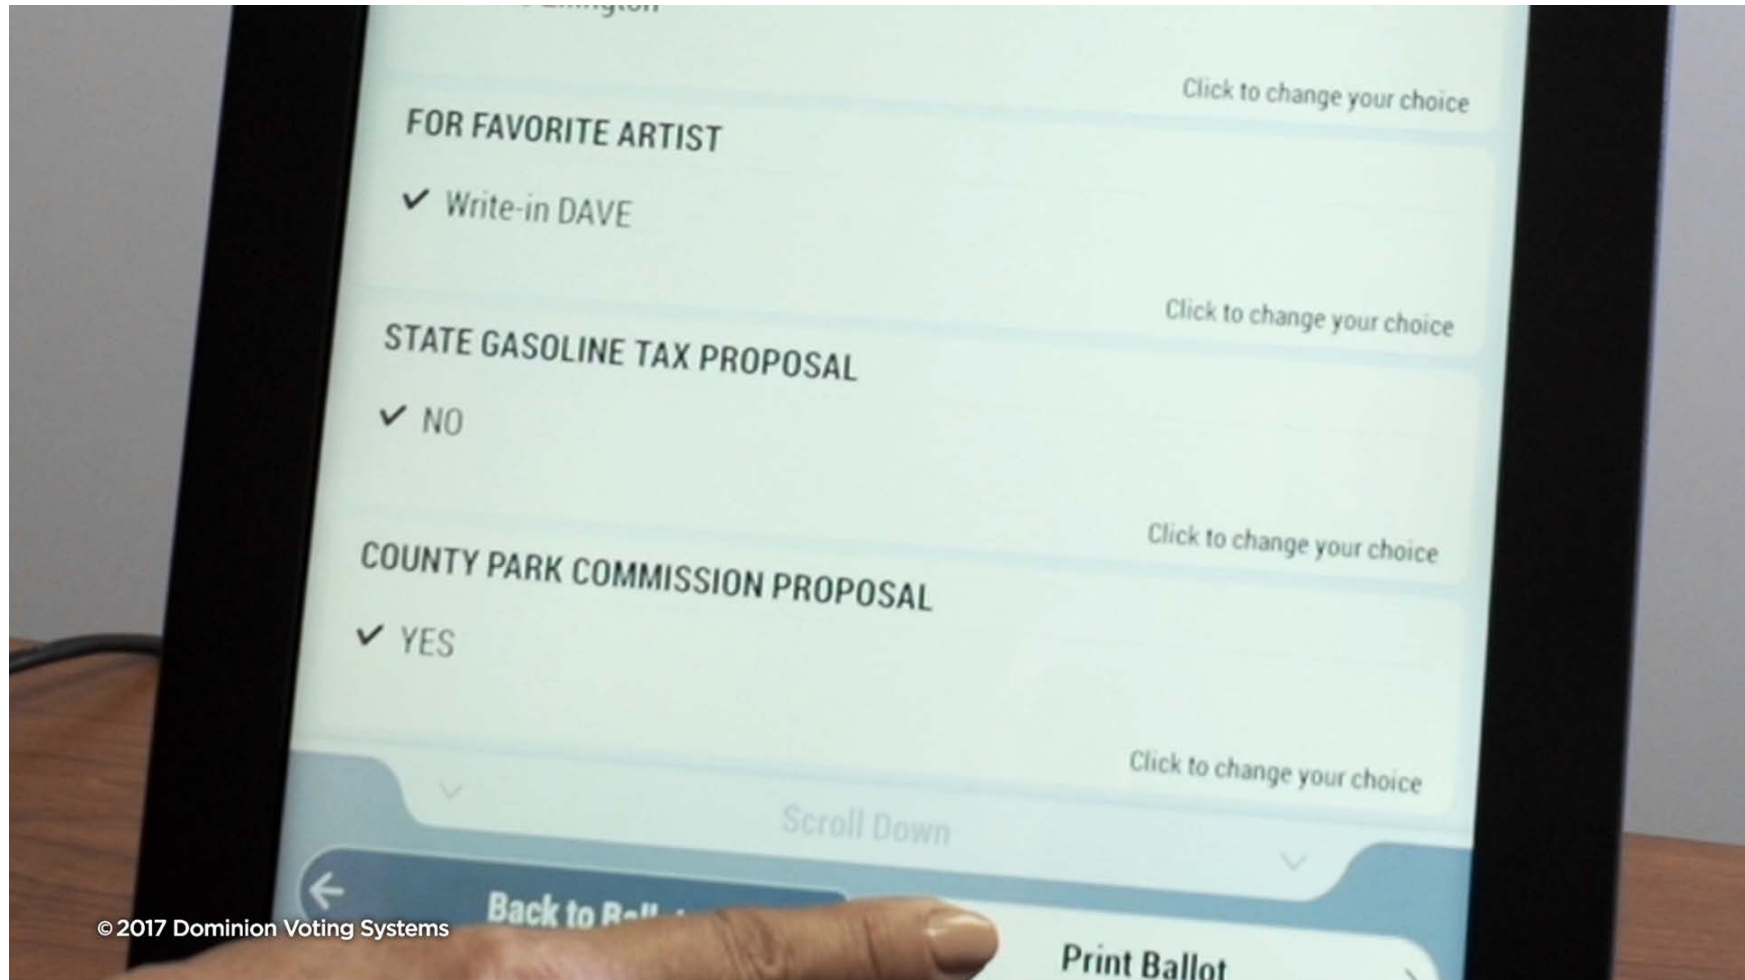 Click to change your choice
FOR FAVORITE ARTIST
✔ Write-in DAVE
Click to change your choice
STATE GASOLINE TAX PROPOSAL
✔ NO
Click to change your choice
COUNTY PARK COMMISSION PROPOSAL
✔ YES
Click to change your choice
Scroll Down
Back to
Print Ballot
© 2017 Dominion Voting Systems